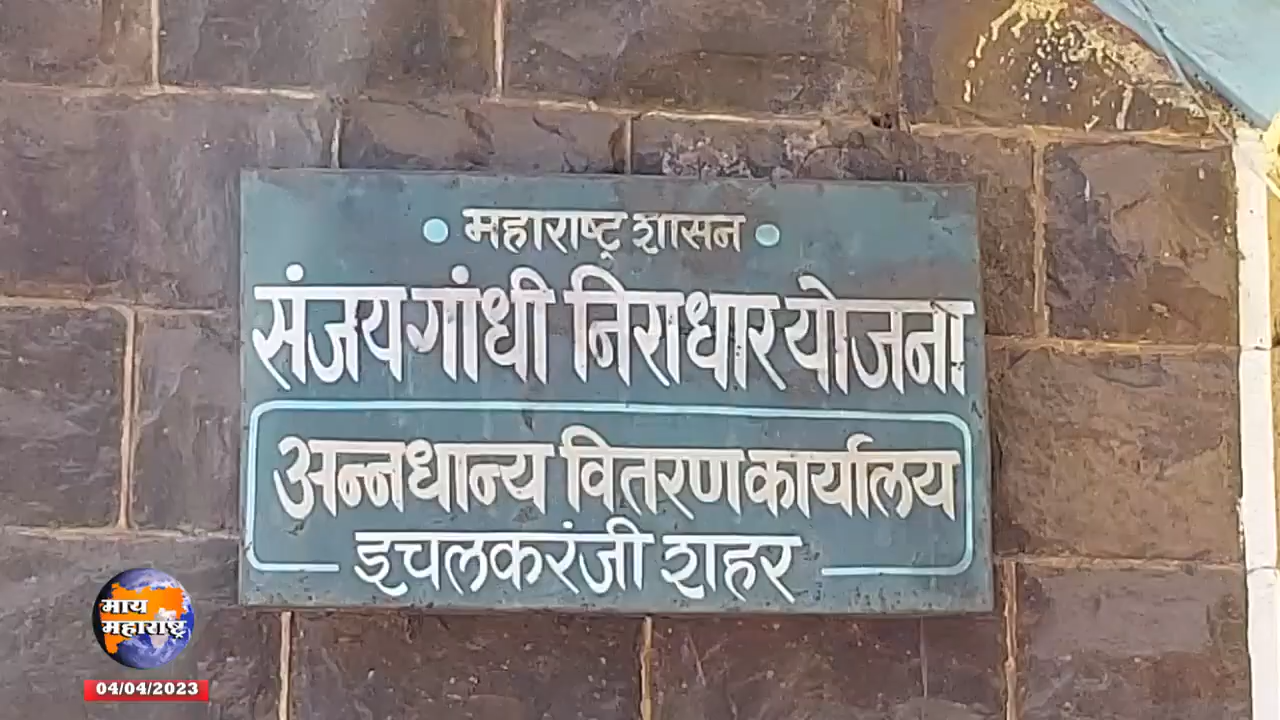 • महाराष्ट्र शासन •
संजय गांधी निराधार योजना
अन्नधान्य वितरण कार्यालय
इचलकरंजी शहर
माय
महाराष्ट्र
04/04/2023